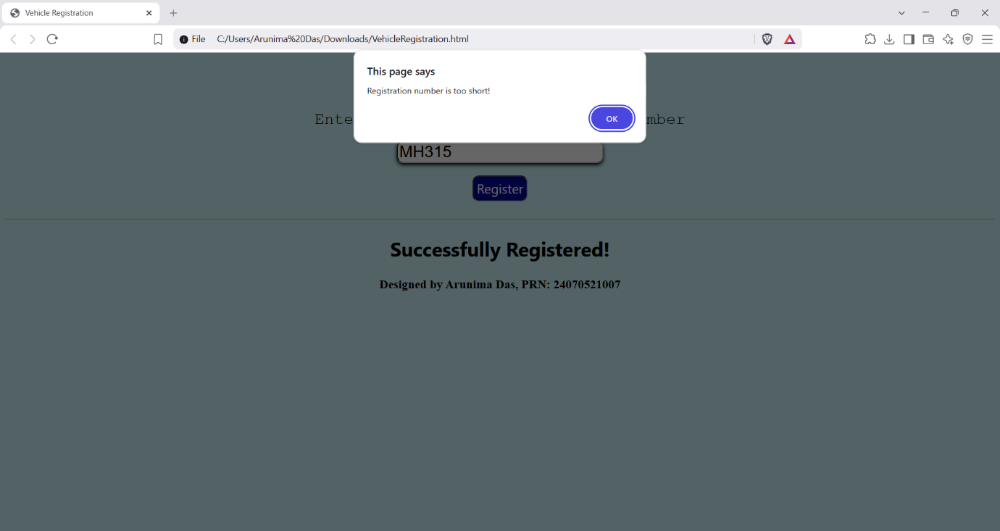 Vehicle Registration
File C:/Users/Arunima%20Das/Downloads/VehicleRegistration.html
This page says
Registration number is too short!
OK
Ente mber
MH315
Register
Successfully Registered!
Designed by Arunima Das, PRN: 24070521007